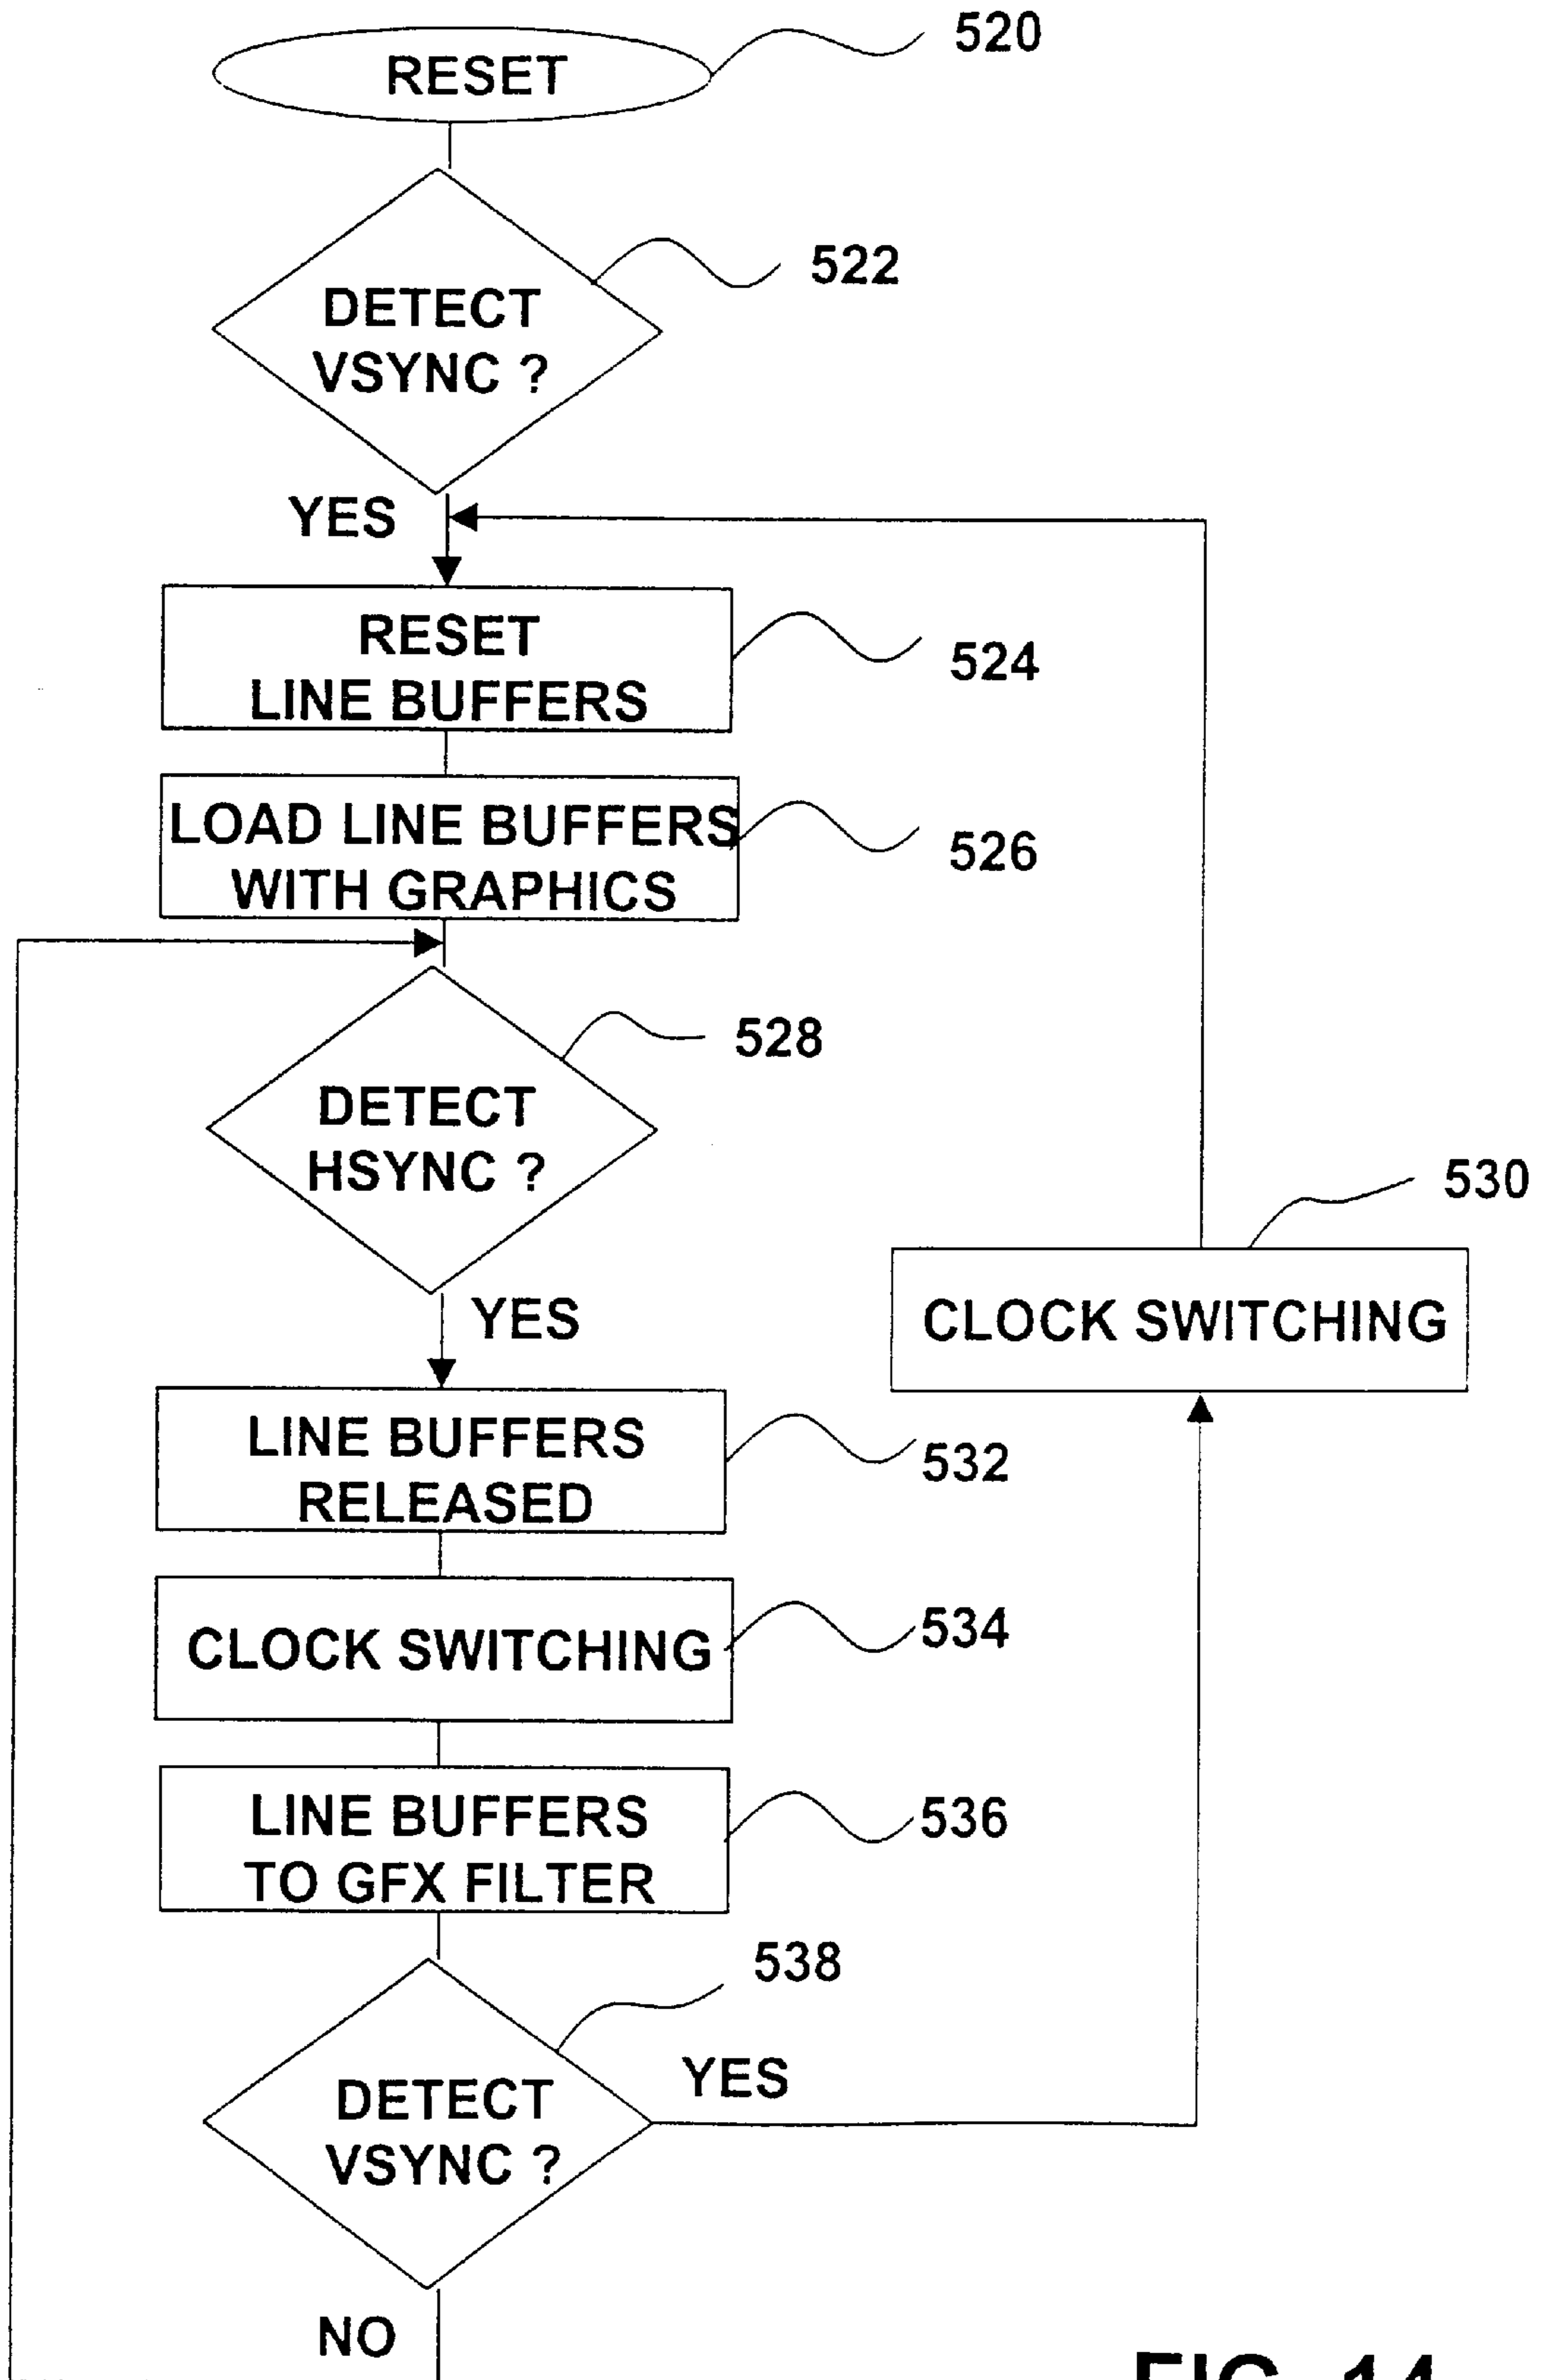 RESET
520
DETECT
VSYNC ?
522
YES
RESET
LINE BUFFERS
524
LOAD LINE BUFFERS
WITH GRAPHICS
526
DETECT
HSYNC ?
528
YES
530
CLOCK SWITCHING
LINE BUFFERS
RELEASED
532
CLOCK SWITCHING
534
LINE BUFFERS
TO GFX FILTER
536
DETECT
VSYNC ?
538
YES
NO
FIG. 14